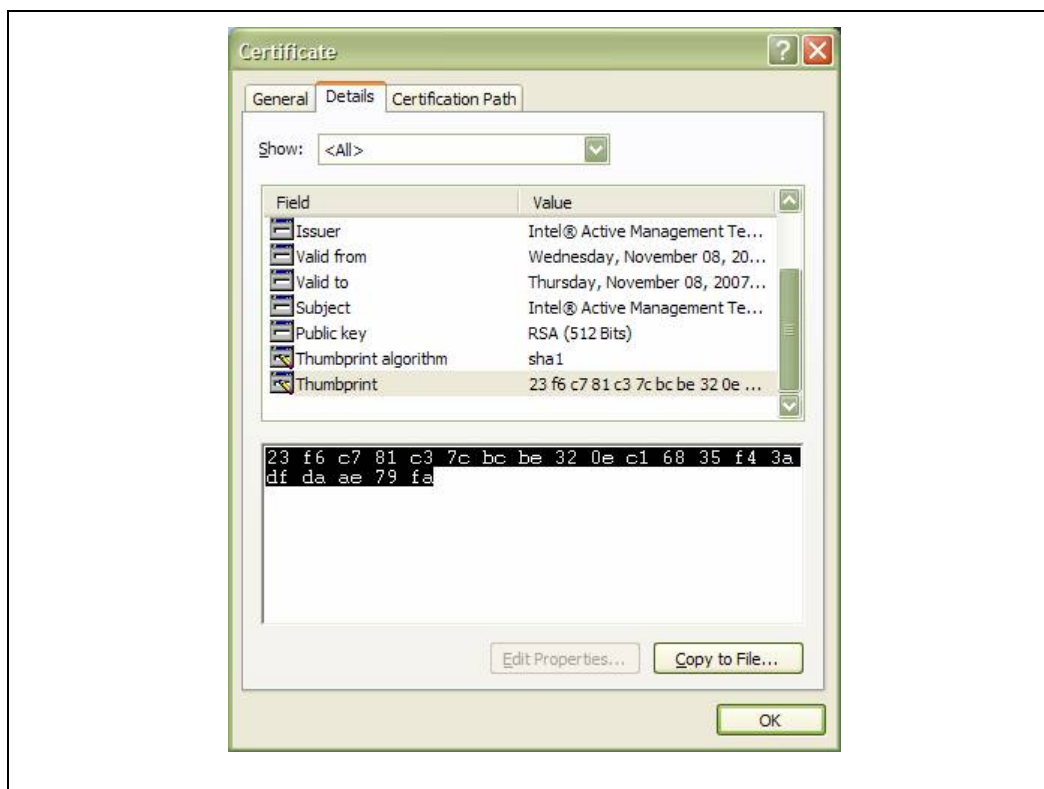 Certificate
General Details Certification Path
Show: <All>
Field Value
Issuer Intel® Active Management Te...
Valid from Wednesday, November 08, 20...
Valid to Thursday, November 08, 2007...
Subject Intel® Active Management Te...
Public key RSA (512 Bits)
Thumbprint algorithm sha1
Thumbprint 23 f6 c7 81 c3 7c bc be 32 0e ...
23 f6 c7 81 c3 7c bc be 32 0e c1 68 35 f4 3a
df da ae 79 fa
Edit Properties... Copy to File...
OK